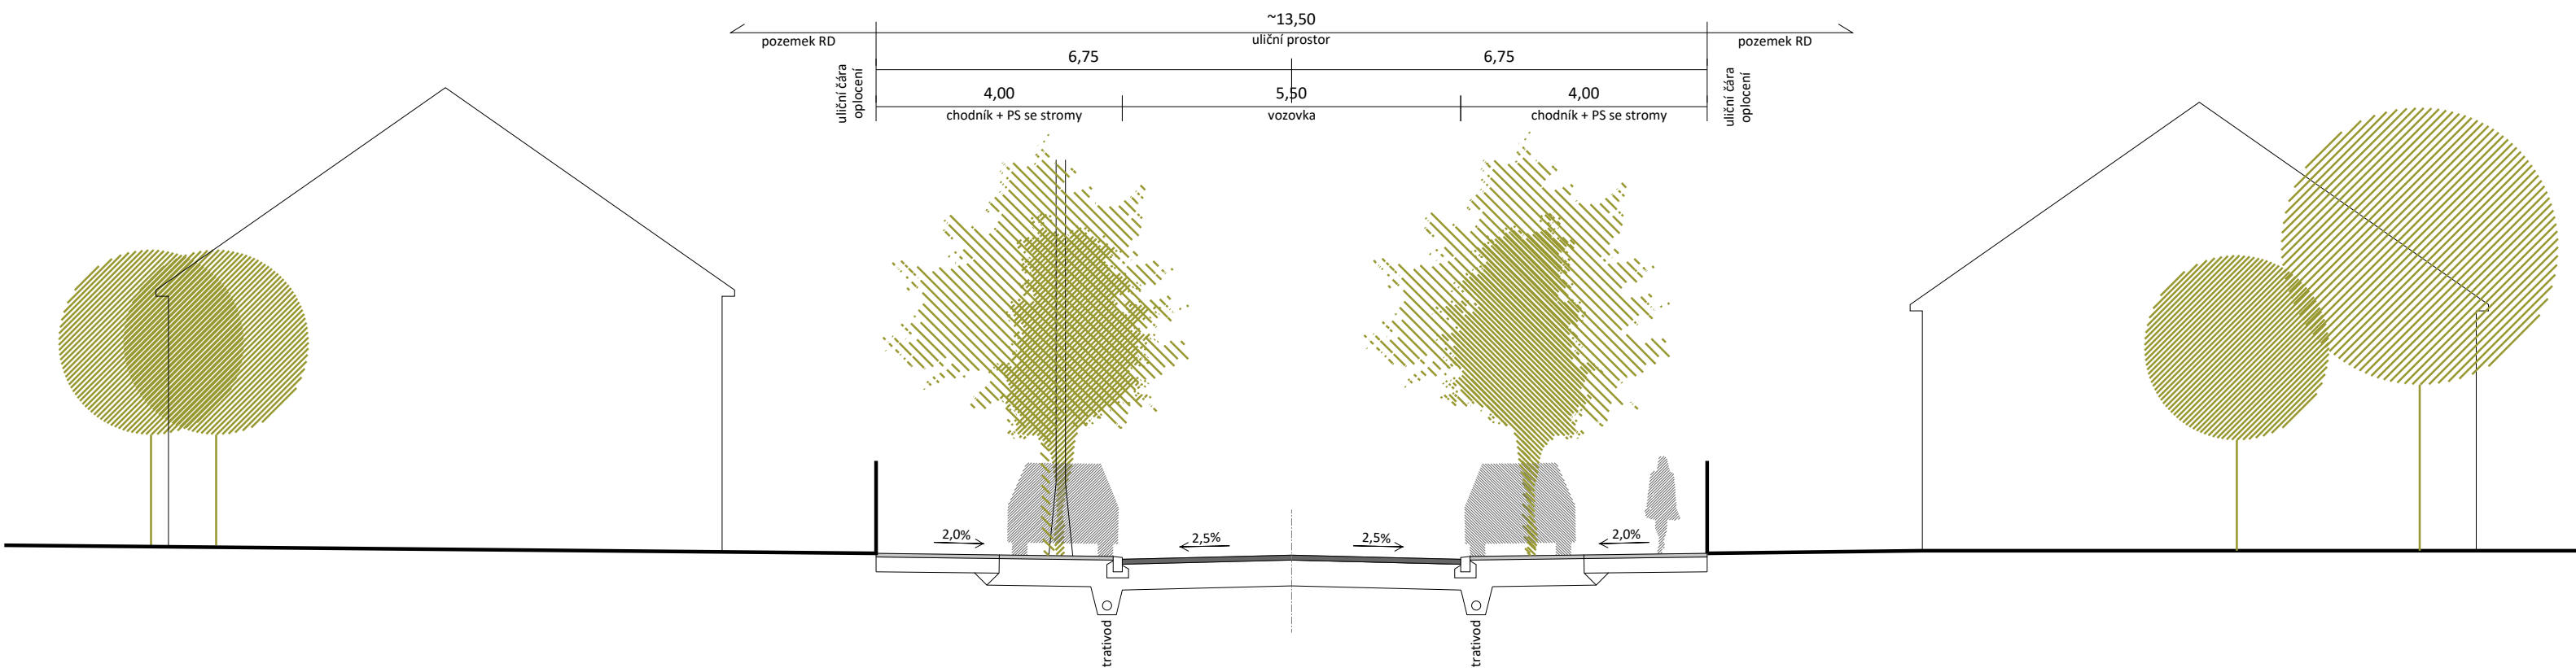 ~13,50
pozemek RD
uliční prostor
pozemek RD
6,75
6,75
uliční čára
oplocení
uliční čára
oplocení
4,00
5,50
4,00
chodník + PS se stromy
vozovka
chodník + PS se stromy
2,0%
2,5%
2,5%
2,0%
trativod
trativod